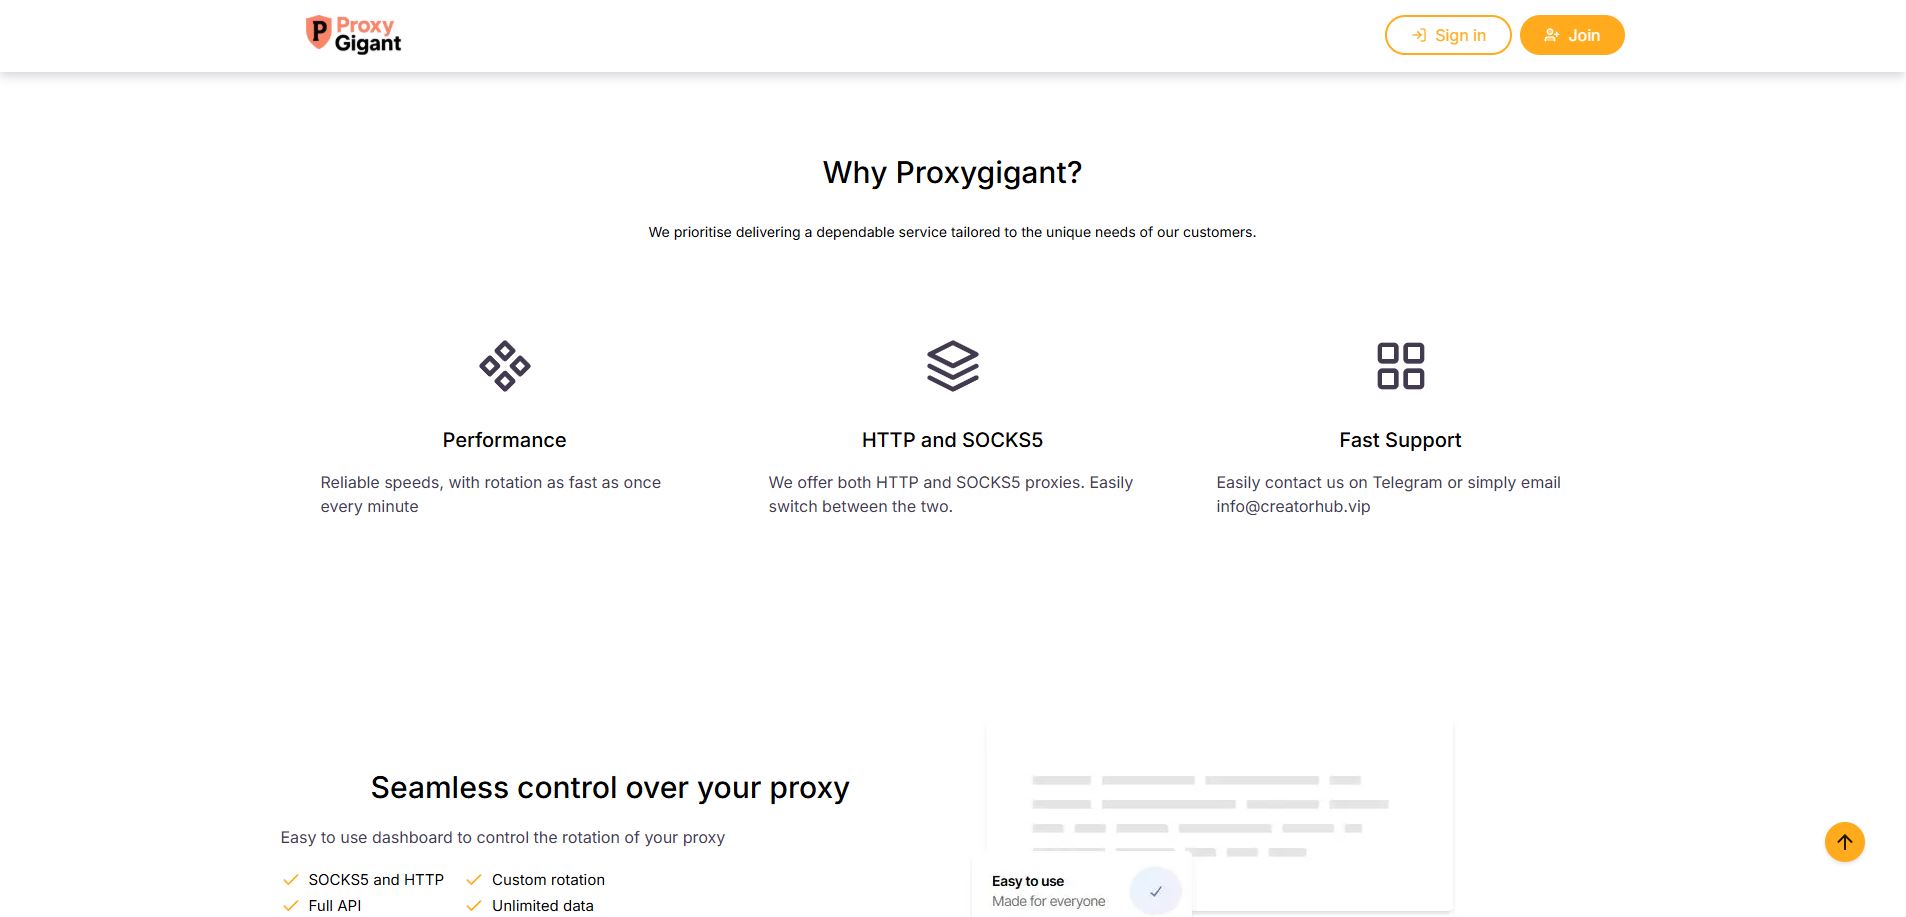 P Proxy
Gigant
Sign in
Join
Why Proxygigant?
We prioritise delivering a dependable service tailored to the unique needs of our customers.
Performance
Reliable speeds, with rotation as fast as once
every minute
HTTP and SOCKS5
We offer both HTTP and SOCKS5 proxies. Easily
switch between the two.
Fast Support
Easily contact us on Telegram or simply email
info@creatorhub.vip
Seamless control over your proxy
Easy to use dashboard to control the rotation of your proxy
SOCKS5 and HTTP
Custom rotation
Full API
Unlimited data
Easy to use
Made for everyone